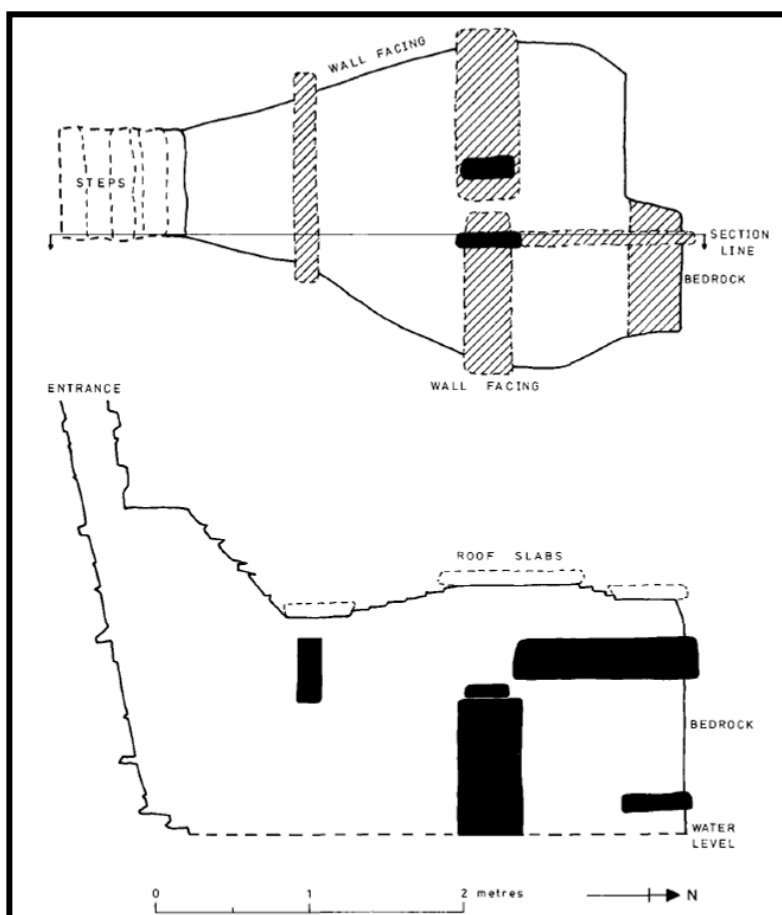 WALL FACING
STEPS
SECTION
LINE
BEDROCK
WALL FACING
ENTRANCE
ROOF SLABS
BEDROCK
WATER
LEVEL
0 1 2 metres N